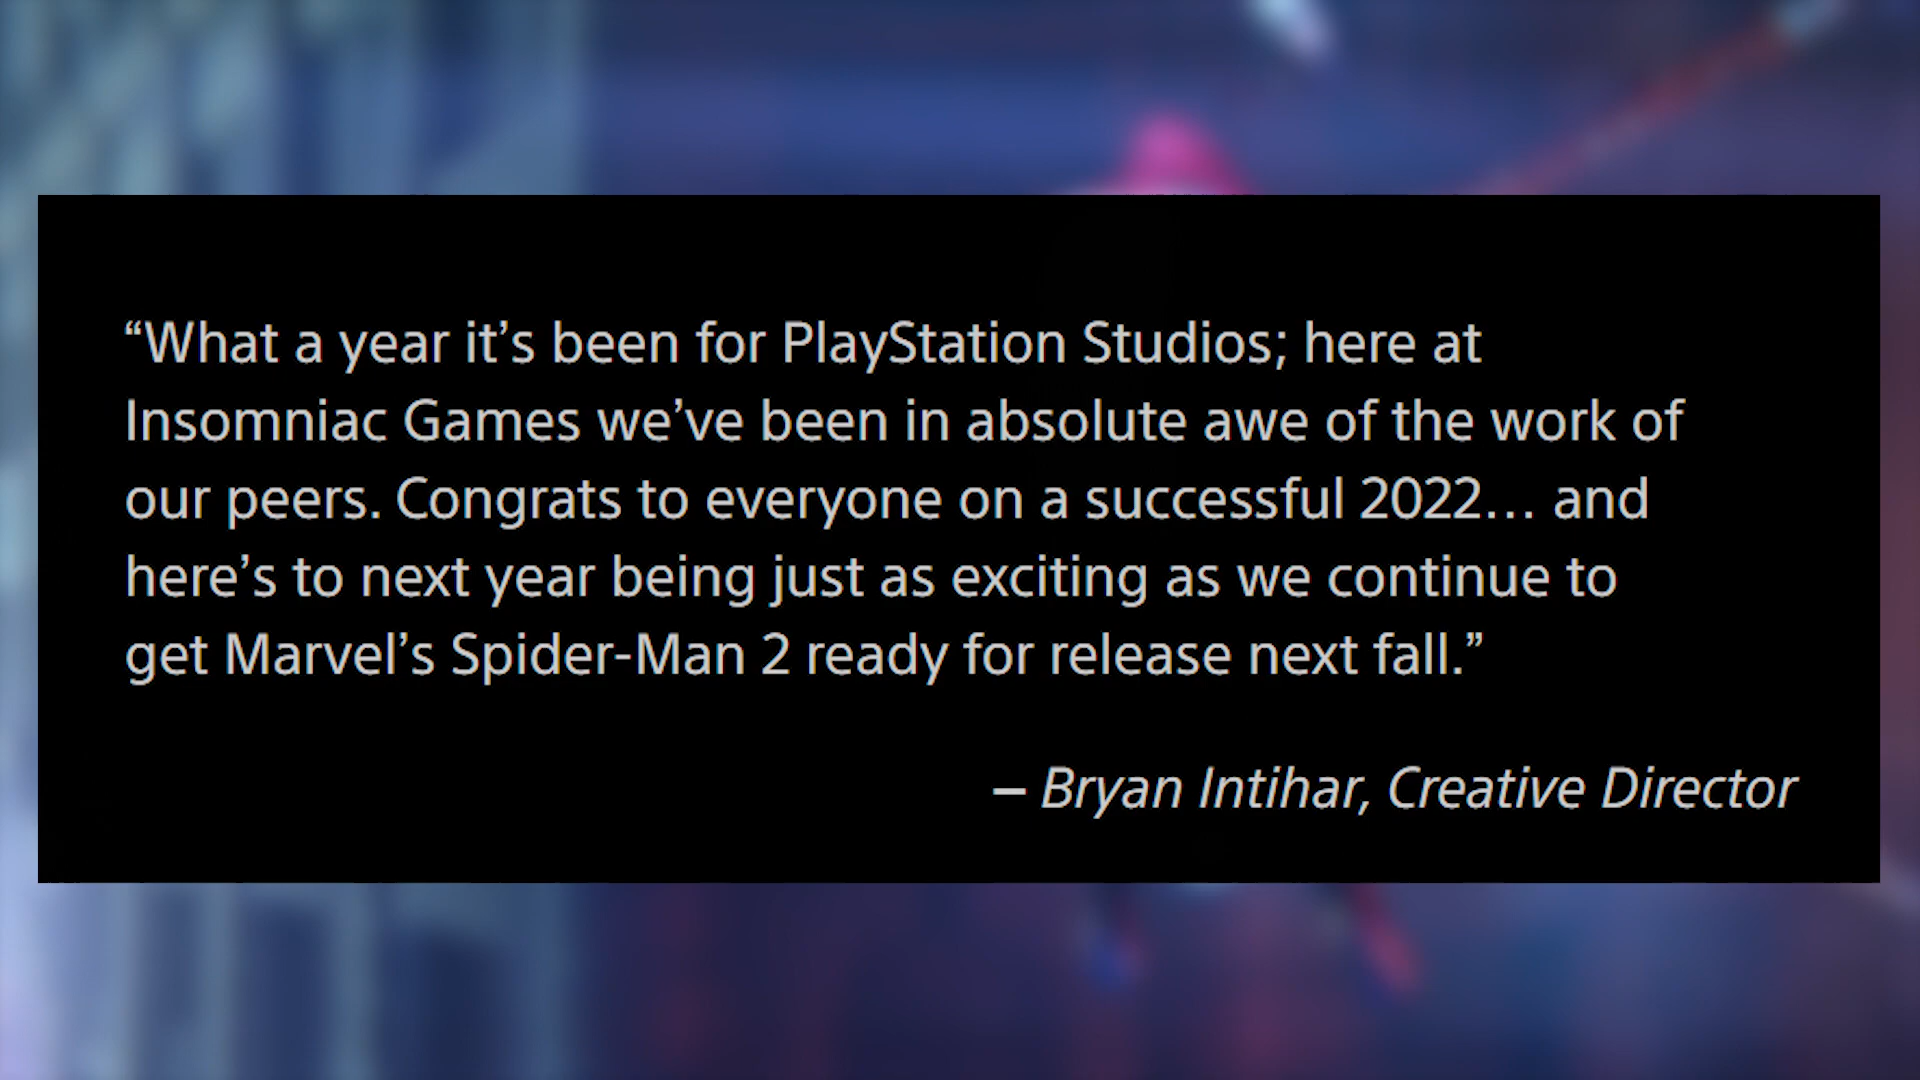 “What a year it’s been for PlayStation Studios; here at
Insomniac Games we’ve been in absolute awe of the work of
our peers. Congrats to everyone on a successful 2022… and
here’s to next year being just as exciting as we continue to
get Marvel’s Spider-Man 2 ready for release next fall.”
– Bryan Intihar, Creative Director